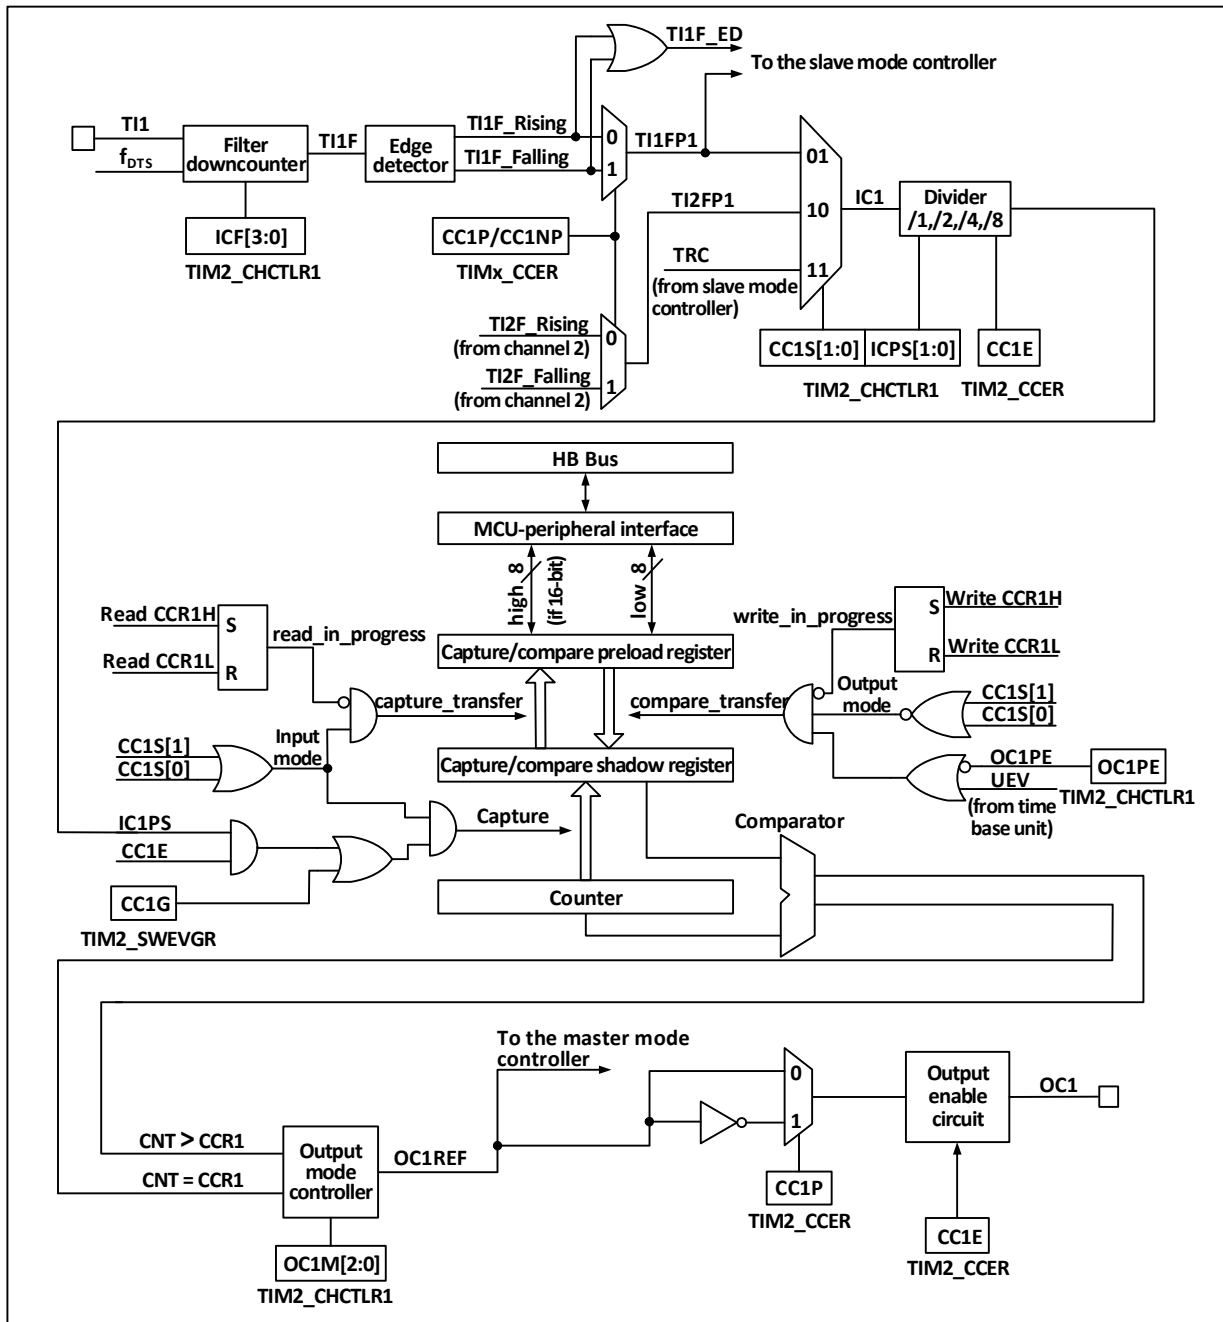 TI1F_ED
To the slave mode controller
TI1
fDTS
Filter
downcounter
TI1F
Edge
detector
TI1F_Rising
TI1F_Falling
0
1
TI1FP1
01
10
11
IC1
Divider
/1,/2,/4,/8
ICF[3:0]
TIM2_CHCTLR1
CC1P/CC1NP
TIMx_CCER
TI2FP1
TRC
(from slave mode
controller)
TI2F_Rising
(from channel 2)
TI2F_Falling
(from channel 2)
0
1
CC1S[1:0]
ICPS[1:0]
CC1E
TIM2_CHCTLR1
TIM2_CCER
HB Bus
MCU-peripheral interface
high
8
(if 16-bit)
low
8
Read CCR1H
Read CCR1L
S
R
read_in_progress
Capture/compare preload register
write_in_progress
S
R
Write CCR1H
Write CCR1L
capture_transfer
compare_transfer
Output
mode
CC1S[1]
CC1S[0]
CC1S[1]
CC1S[0]
Input
mode
Capture/compare shadow register
OC1PE
UEV
(from time
base unit)
OC1PE
TIM2_CHCTLR1
IC1PS
CC1E
Capture
Comparator
CC1G
TIM2_SWEVGR
Counter
To the master mode
controller
CNT > CCR1
CNT = CCR1
Output
mode
controller
OC1REF
0
1
Output
enable
circuit
OC1
CC1P
TIM2_CCER
CC1E
TIM2_CCER
OC1M[2:0]
TIM2_CHCTLR1